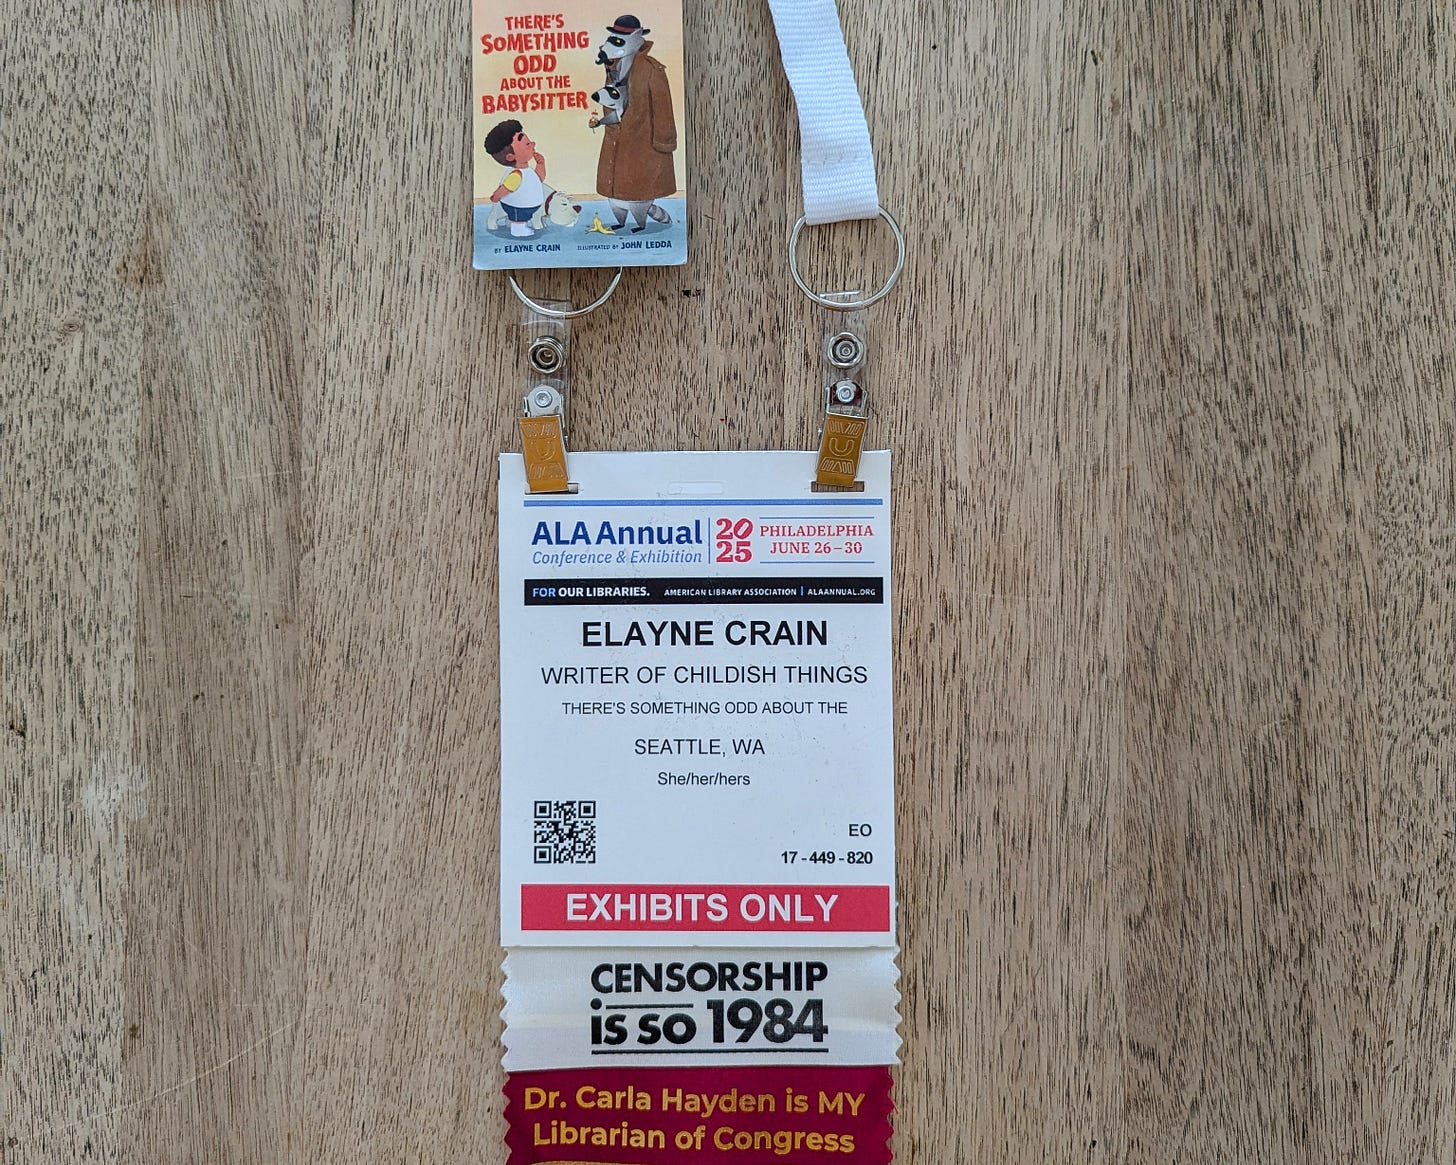 THERE'S
SOMETHING
ODD
ABOUT THE
BABYSITTER
BY ELAYNE CRAIN
ILLUSTRATED BY JOHN LEDDA
ALA Annual
Conference & Exhibition
2025
PHILADELPHIA
JUNE 26–30
FOR OUR LIBRARIES.
AMERICAN LIBRARY ASSOCIATION | ALAANNUAL.ORG
ELAYNE CRAIN
WRITER OF CHILDISH THINGS
THERE'S SOMETHING ODD ABOUT THE
SEATTLE, WA
She/her/hers
EO
17 - 449 - 820
EXHIBITS ONLY
CENSORSHIP
is so 1984
Dr. Carla Hayden is MY
Librarian of Congress